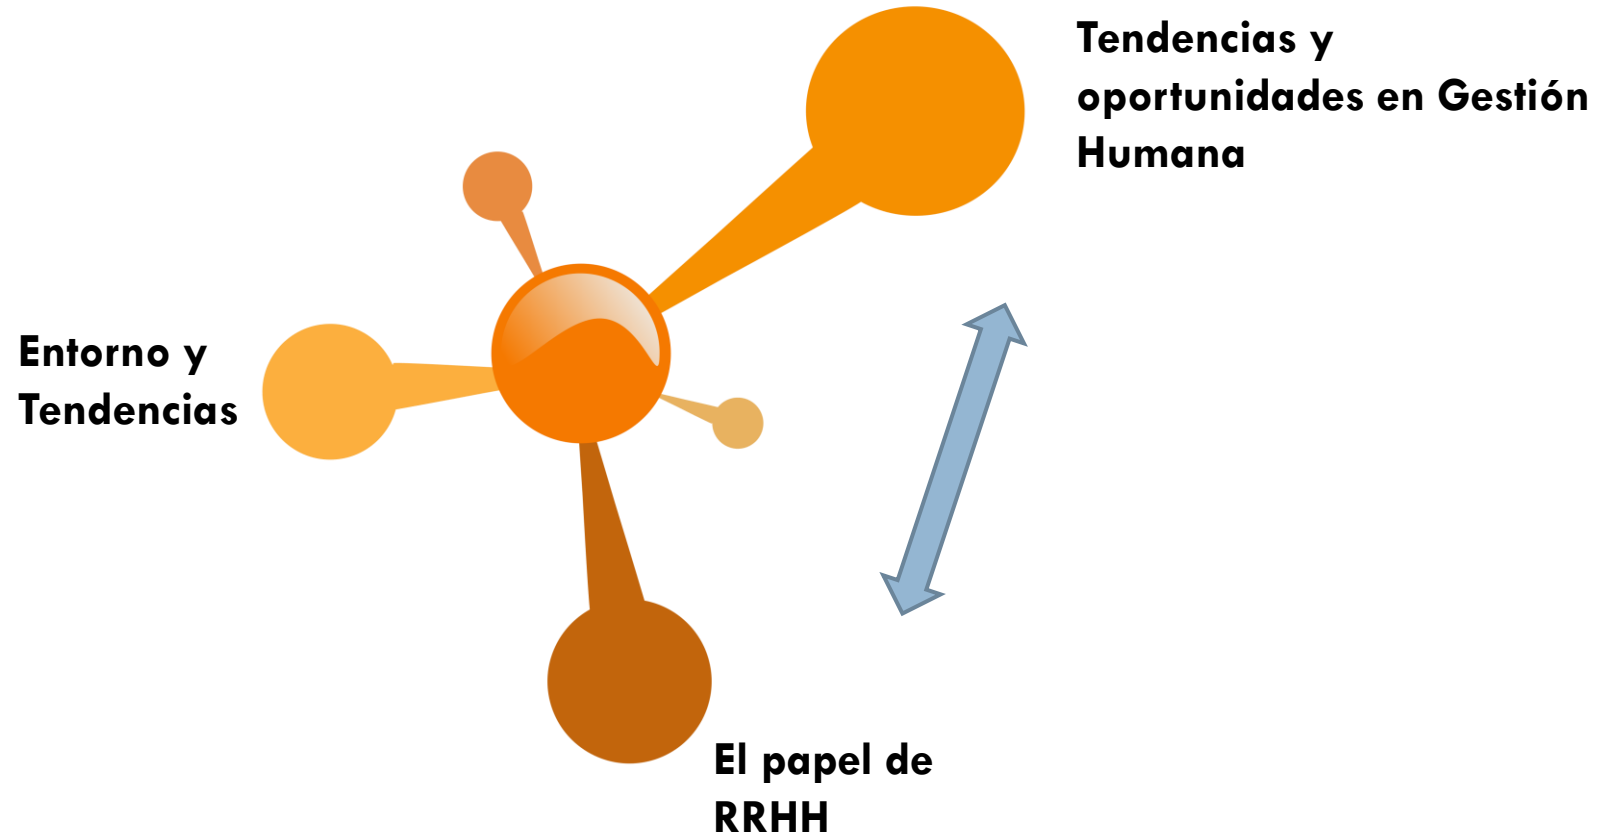 Tendencias y
oportunidades en Gestión
Humana
Entorno y
Tendencias
El papel de
RRHH